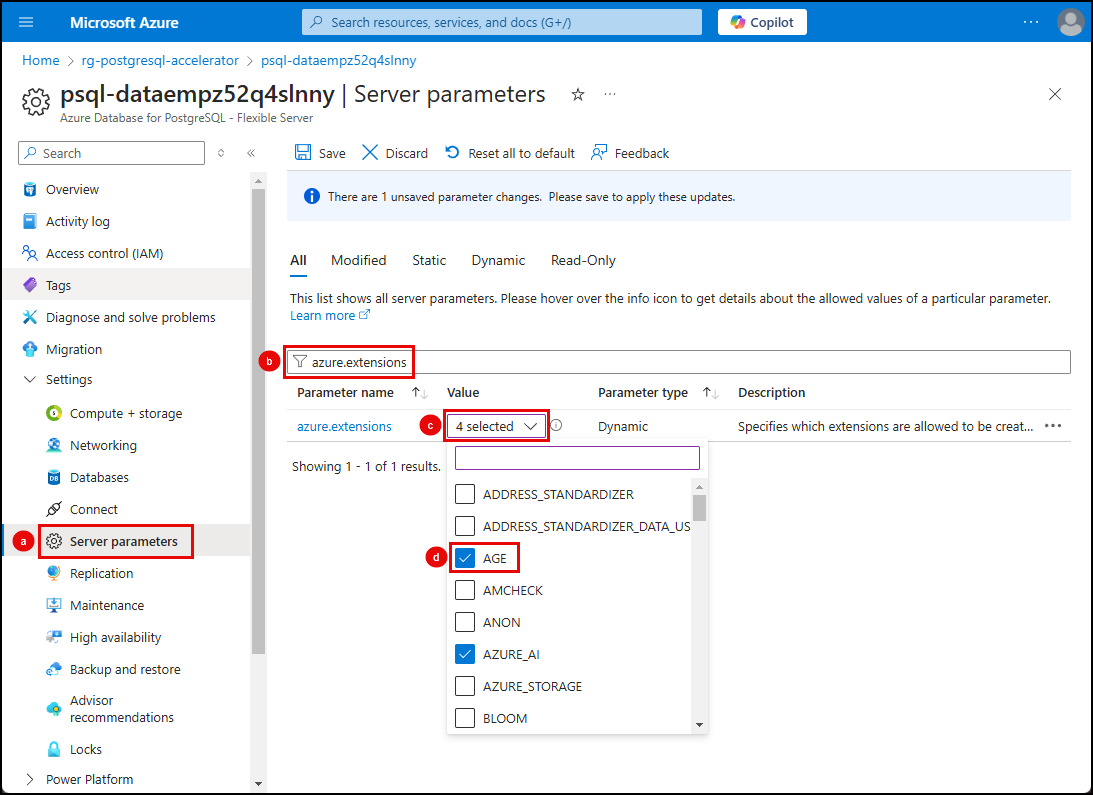 Microsoft Azure
Search resources, services, and docs (G+/)
Copilot
Home > rg-postgresql-accelerator > psql-dataempz52q4slnny
psql-dataempz52q4slnny | Server parameters
Azure Database for PostgreSQL - Flexible Server
Search
Save
Discard
Reset all to default
Feedback
There are 1 unsaved parameter changes. Please save to apply these updates.
Overview
Activity log
Access control (IAM)
Tags
Diagnose and solve problems
Migration
Settings
Compute + storage
Networking
Databases
Connect
a
Server parameters
Replication
Maintenance
High availability
Backup and restore
Advisor
recommendations
Locks
Power Platform
All
Modified
Static
Dynamic
Read-Only
This list shows all server parameters. Please hover over the info icon to get details about the allowed values of a particular parameter.
Learn more
b
azure.extensions
Parameter name
Value
Parameter type
Description
azure.extensions
c
4 selected
Dynamic
Specifies which extensions are allowed to be creat...
Showing 1 - 1 of 1 results.
ADDRESS_STANDARDIZER
ADDRESS_STANDARDIZER_DATA_US
d
AGE
AMCHECK
ANON
AZURE_AI
AZURE_STORAGE
BLOOM